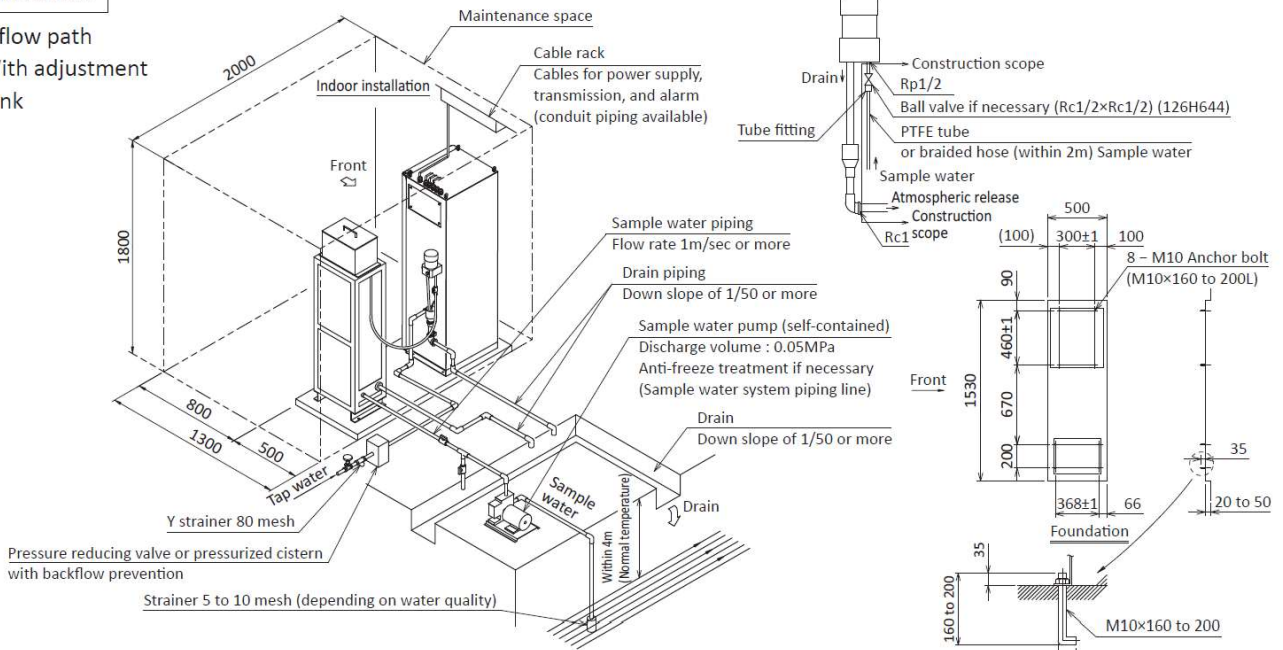 flow path
With adjustment
nk
Maintenance space
2000
Cable rack
Cables for power supply,
transmission, and alarm
(conduit piping available)
Indoor installation
Front
1800
Sample water piping
Flow rate 1m/sec or more
Drain piping
Down slope of 1/50 or more
Sample water pump (self-contained)
Discharge volume : 0.05MPa
Anti-freeze treatment if necessary
(Sample water system piping line)
Drain
Down slope of 1/50 or more
800
1300
500
Tap water
Sample
water
Drain
Within 4m
(Normal temperature)
Y strainer 80 mesh
Pressure reducing valve or pressurized cistern
with backflow prevention
Strainer 5 to 10 mesh (depending on water quality)
Drain
Construction scope
Rp1/2
Ball valve if necessary (Rc1/2×Rc1/2) (126H644)
Tube fitting
PTFE tube
or braided hose (within 2m) Sample water
Sample water
Atmospheric release
Construction
scope
Rc1
500
(100)
300±1
100
8 – M10 Anchor bolt
(M10×160 to 200L)
90
460±1
Front
1530
670
200
35
368±1
66
20 to 50
Foundation
35
160 to 200
M10×160 to 200